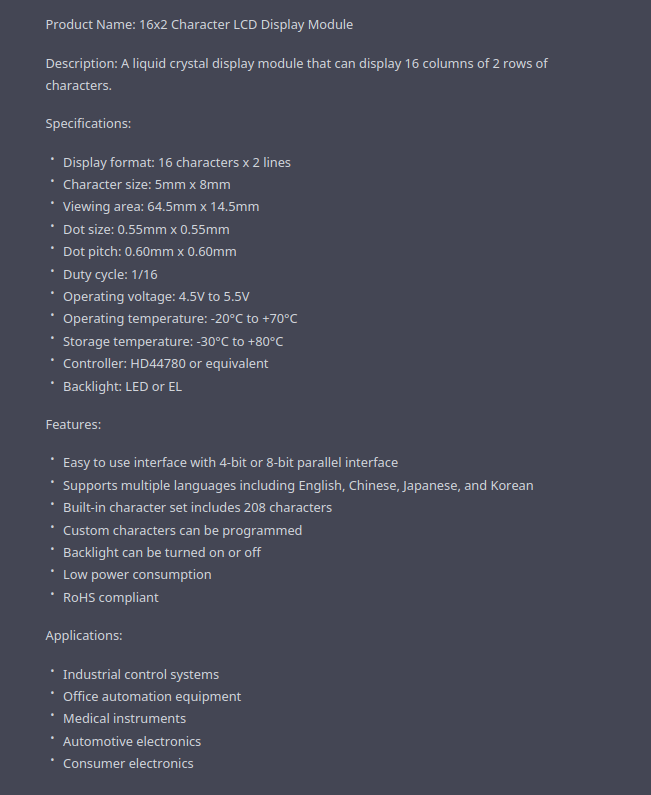 Product Name: 16x2 Character LCD Display Module
Description: A liquid crystal display module that can display 16 columns of 2 rows of
characters.
Specifications:
• Display format: 16 characters x 2 lines
• Character size: 5mm x 8mm
• Viewing area: 64.5mm x 14.5mm
• Dot size: 0.55mm x 0.55mm
• Dot pitch: 0.60mm x 0.60mm
• Duty cycle: 1/16
• Operating voltage: 4.5V to 5.5V
• Operating temperature: -20°C to +70°C
• Storage temperature: -30°C to +80°C
• Controller: HD44780 or equivalent
• Backlight: LED or EL
Features:
• Easy to use interface with 4-bit or 8-bit parallel interface
• Supports multiple languages including English, Chinese, Japanese, and Korean
• Built-in character set includes 208 characters
• Custom characters can be programmed
• Backlight can be turned on or off
• Low power consumption
• RoHS compliant
Applications:
• Industrial control systems
• Office automation equipment
• Medical instruments
• Automotive electronics
• Consumer electronics